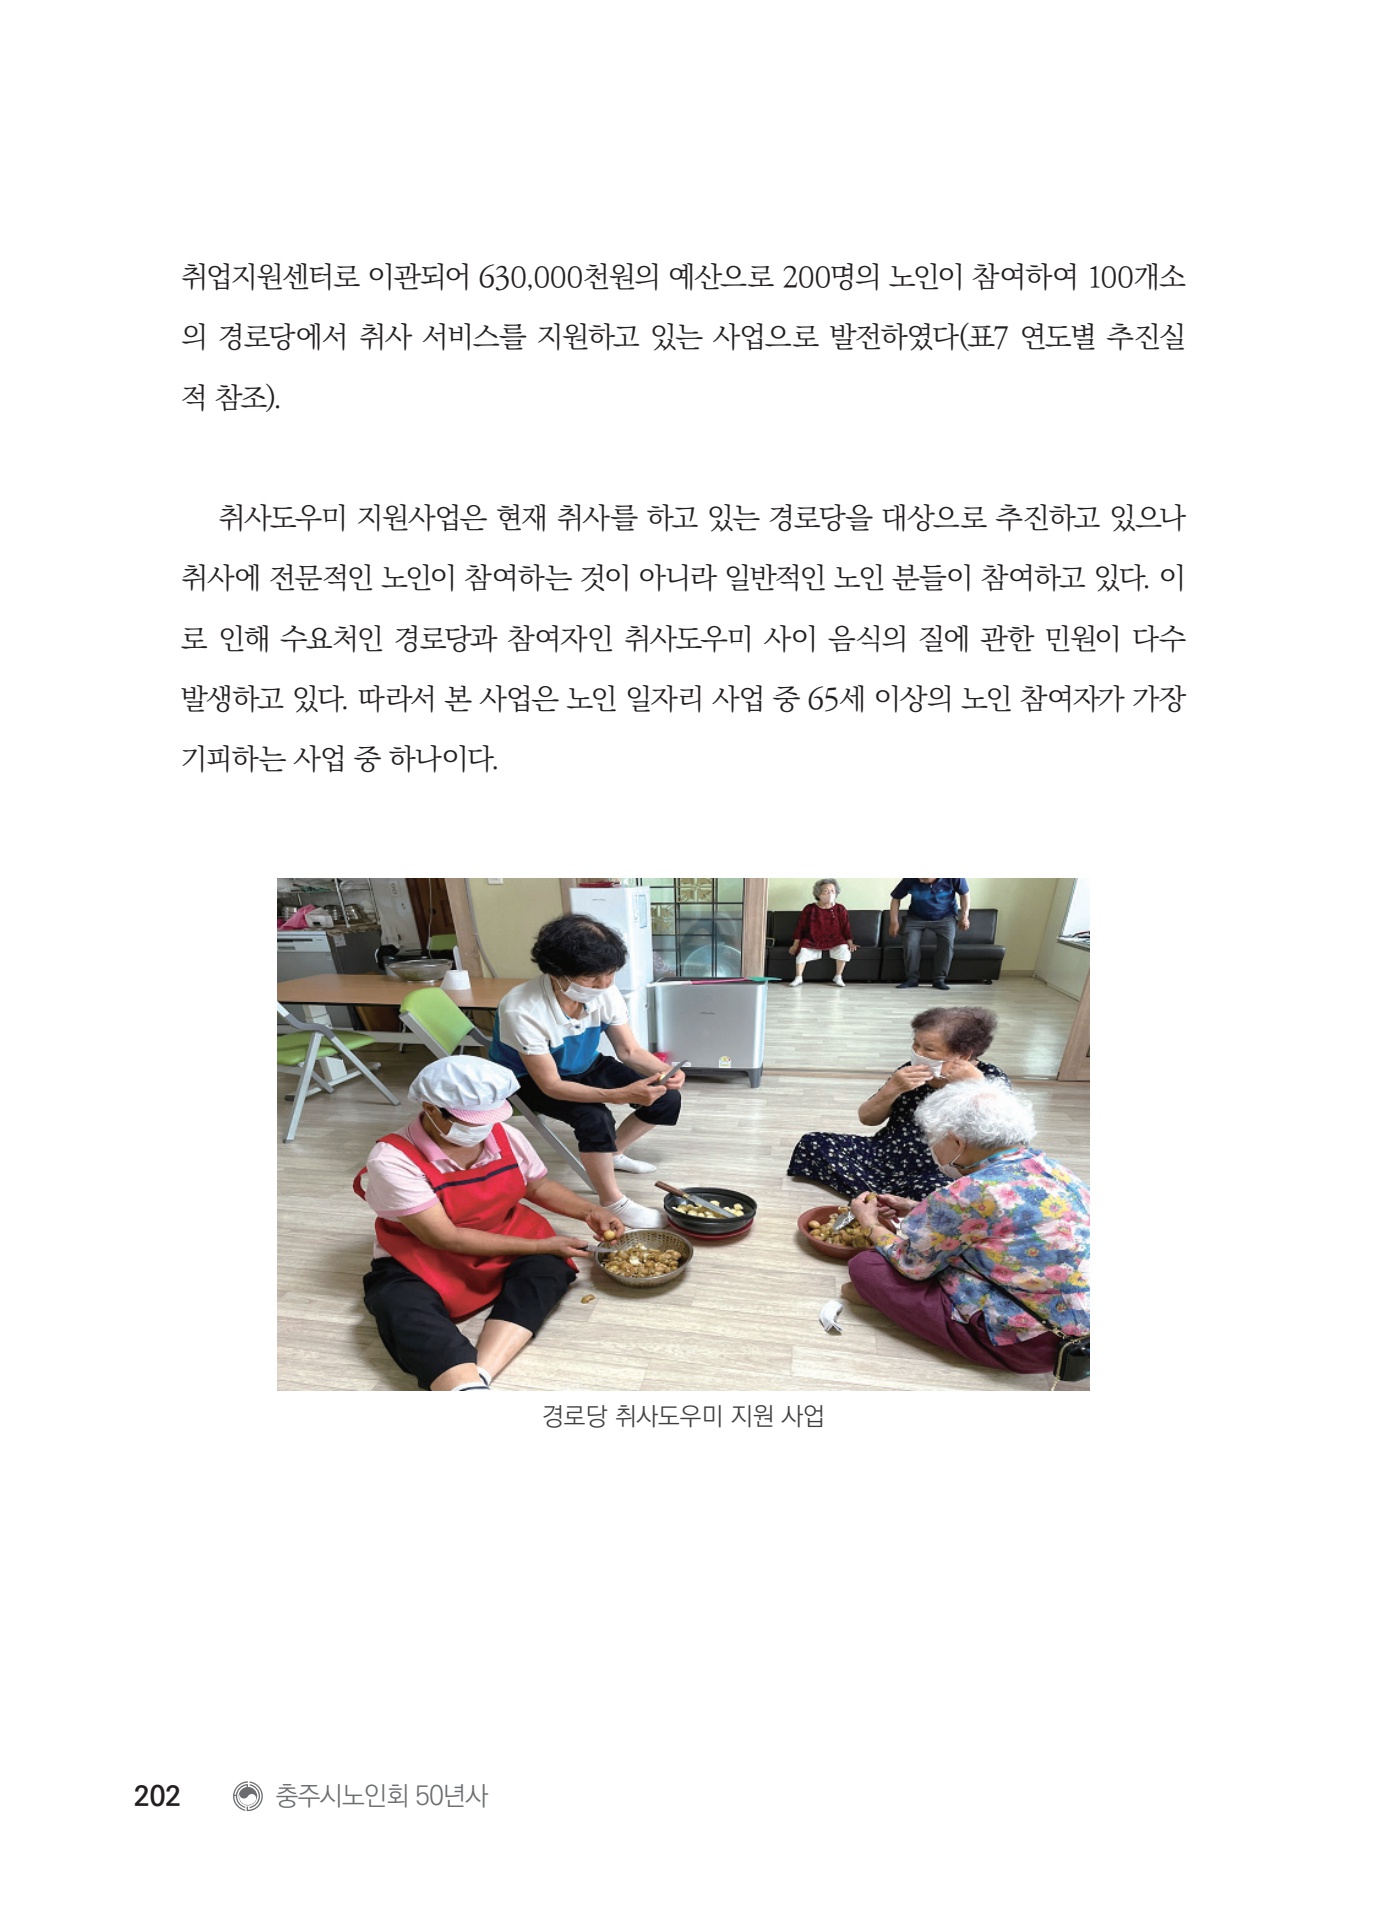 취업지원센터로 이관되어 630,000천원의 예산으로 200명의 노인이 참여하여 100개소
의 경로당에서 취사 서비스를 지원하고 있는 사업으로 발전하였다(표7 연도별 추진실
적 참조).
취사도우미 지원사업은 현재 취사를 하고 있는 경로당을 대상으로 추진하고 있으나
취사에 전문적인 노인이 참여하는 것이 아니라 일반적인 노인 분들이 참여하고 있다. 이
로 인해 수요처인 경로당과 참여자인 취사도우미 사이 음식의 질에 관한 민원이 다수
발생하고 있다. 따라서 본 사업은 노인 일자리 사업 중 65세 이상의 노인 참여자가 가장
기피하는 사업 중 하나이다.
경로당 취사도우미 지원 사업
202 충주시노인회 50년사